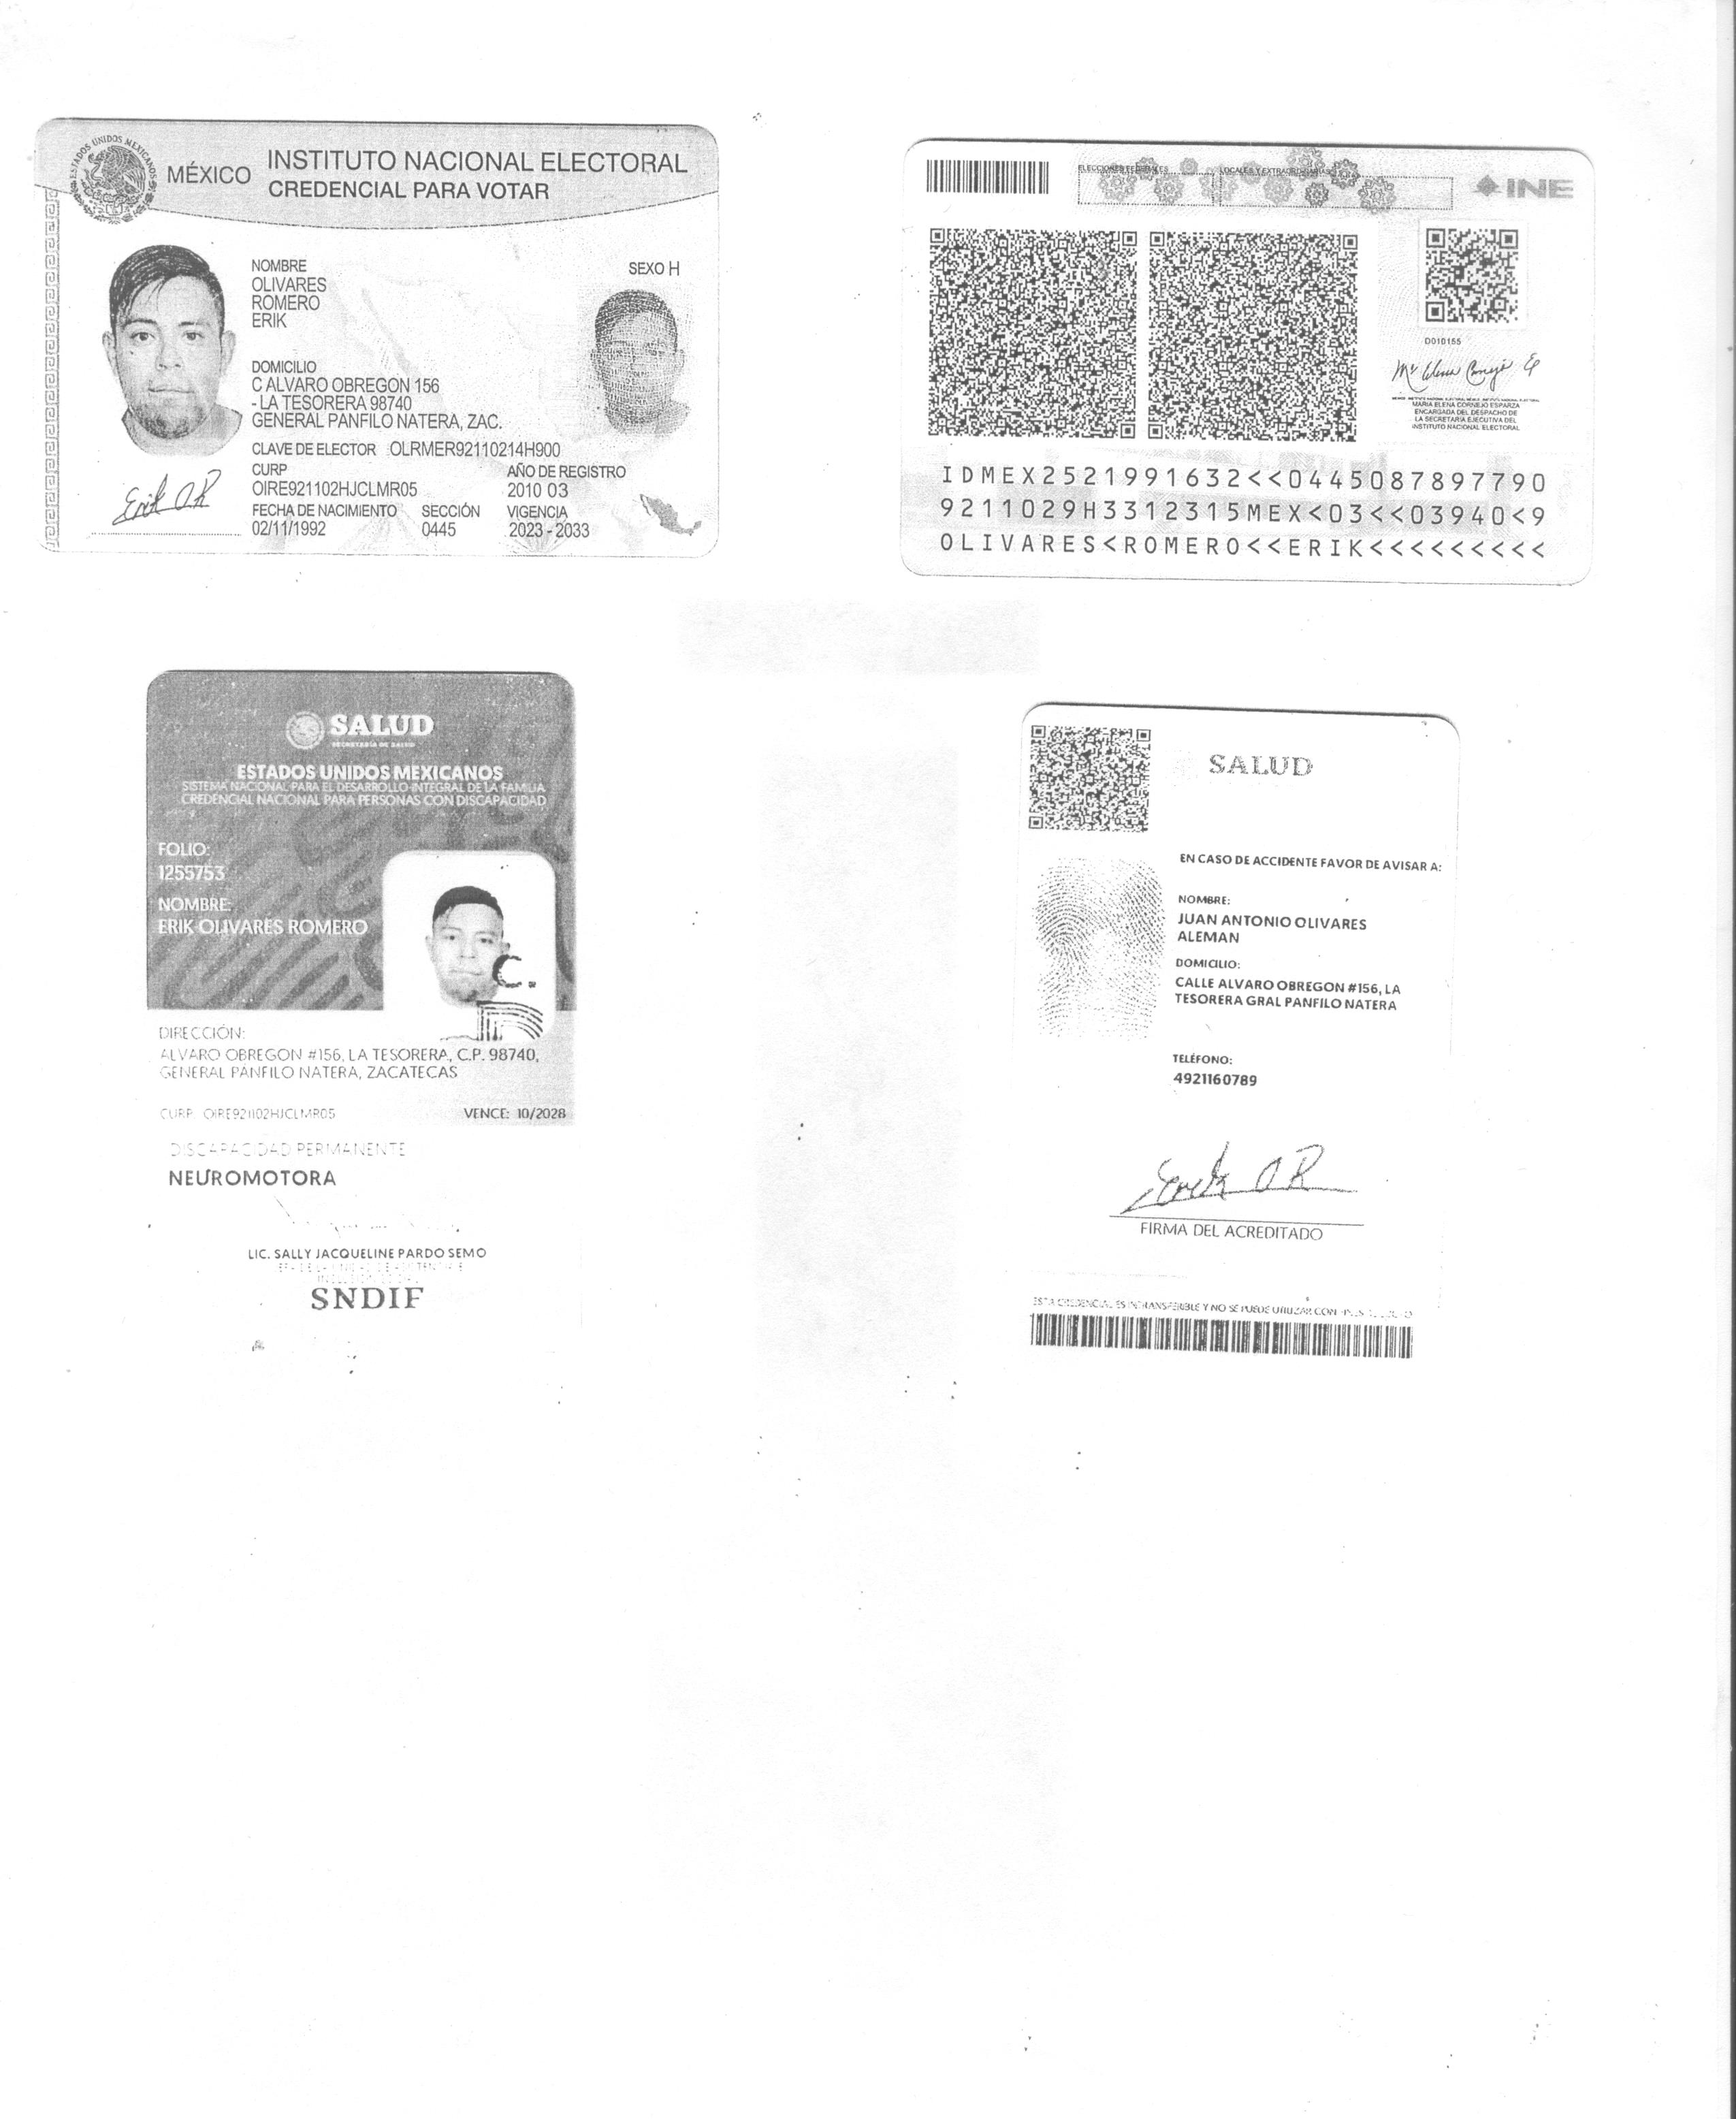 ESTADOS UNIDOS MEXICANOS
MÉXICO
INSTITUTO NACIONAL ELECTORAL
CREDENCIAL PARA VOTAR
NOMBRE
OLIVARES
ROMERO
ERIK
SEXO H
DOMICILIO
C ALVARO OBREGON 156
- LA TESORERA 98740
GENERAL PANFILO NATERA, ZAC.
CLAVE DE ELECTOR OLRMER92110214H900
CURP
OIRE921102HJCLMR05
AÑO DE REGISTRO
2010 03
FECHA DE NACIMIENTO
02/11/1992
SECCIÓN
0445
VIGENCIA
2023 - 2033
Erik OR
ELECCIONES FEDERALES
LOCALES Y EXTRAORDINARIAS
INE
D010155
MARIA ELENA CORNEJO ESPARZA
ENCARGADA DEL DESPACHO DE
LA SECRETARIA EJECUTIVA DEL
INSTITUTO NACIONAL ELECTORAL
IDMEX2521991632<<0445087897790
9211029H3312315MEX<03<<03940<9
OLIVARES<ROMERO<<ERIK<<<<<<<<<
SALUD
SECRETARÍA DE SALUD
ESTADOS UNIDOS MEXICANOS
SISTEMA NACIONAL PARA EL DESARROLLO INTEGRAL DE LA FAMILIA
CREDENCIAL NACIONAL PARA PERSONAS CON DISCAPACIDAD
FOLIO:
1255753
NOMBRE:
ERIK OLIVARES ROMERO
DIRECCIÓN:
ALVARO OBREGON #156, LA TESORERA, C.P. 98740,
GENERAL PANFILO NATERA, ZACATECAS
CURP OIRE921102HJCLMR05
VENCE: 10/2028
DISCAPACIDAD PERMANENTE
NEUROMOTORA
LIC. SALLY JACQUELINE PARDO SEMO
SNDIF
SALUD
EN CASO DE ACCIDENTE FAVOR DE AVISAR A:
NOMBRE:
JUAN ANTONIO OLIVARES
ALEMAN
DOMICILIO:
CALLE ALVARO OBREGON #156, LA
TESORERA GRAL PANFILO NATERA
TELÉFONO:
4921160789
Erik OR
FIRMA DEL ACREDITADO
ESTA CREDENCIAL ES INTRANSFERIBLE Y NO SE PUEDE UTILIZAR CON